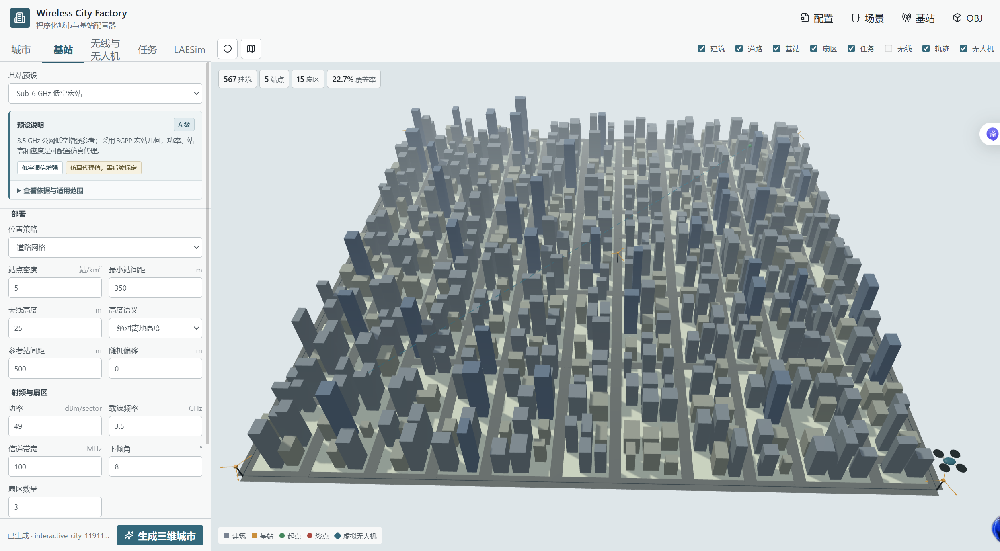 Wireless City Factory
程序化城市与基站配置器
配置
场景
基站
OBJ
城市
基站
无线与
无人机
任务
LAESim
建筑
道路
基站
扇区
任务
无线
轨迹
无人机
基站预设
Sub-6 GHz 低空宏站
预设说明
A 级
3.5 GHz 公网低空增强参考；采用 3GPP 宏站几何，功率、站
高和密度是可配置仿真代理。
低空通信增强
仿真代理值，需后续标定
查看依据与适用范围
部署
位置策略
道路网格
站点密度 站/km²
5
最小站间距 m
350
天线高度 m
25
高度语义
绝对离地高度
参考站间距 m
500
随机偏移 m
0
射频与扇区
功率 dBm/sector
49
载波频率 GHz
3.5
信道带宽 MHz
100
下倾角 °
8
扇区数量
3
已生成 · interactive_city-11911...
生成三维城市
567 建筑
5 站点
15 扇区
22.7% 覆盖率
译
建筑
基站
起点
终点
虚拟无人机